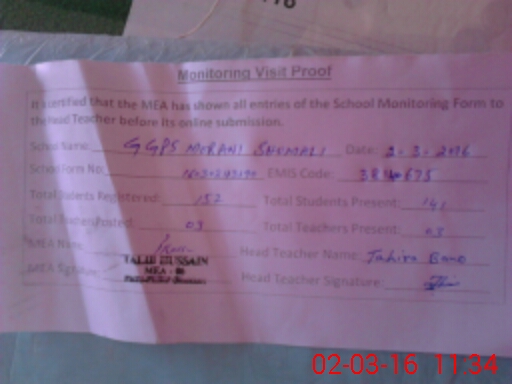 Monitoring Visit Proof
It is certified that the MEA has shown all entries of the School Monitoring Form to
the Head Teacher before its online submission.
School Name: GGPS MORANI SHUMALI Date: 2-3-2016
School Form No. EMIS Code:
Total Students Registered: 152 Total Students Present: 141
Total Teachers Posted: 03 Total Teachers Present: 03
MEA Name: Head Teacher Name: Tahira Bano
TALIB HUSSAIN
MEA -
MEA Signature: Head Teacher Signature:
02-03-16 11:34